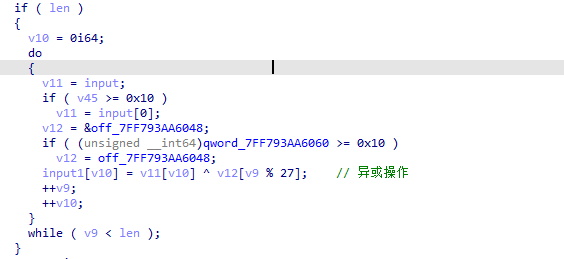 if ( len )
{
v10 = 0i64;
do
{
v11 = input;
if ( v45 >= 0x10 )
v11 = input[0];
v12 = &off_7FF793AA6048;
if ( (unsigned __int64)qword_7FF793AA6060 >= 0x10 )
v12 = off_7FF793AA6048;
input1[v10] = v11[v10] ^ v12[v9 % 27]; // 异或操作
++v9;
++v10;
}
while ( v9 < len );
}